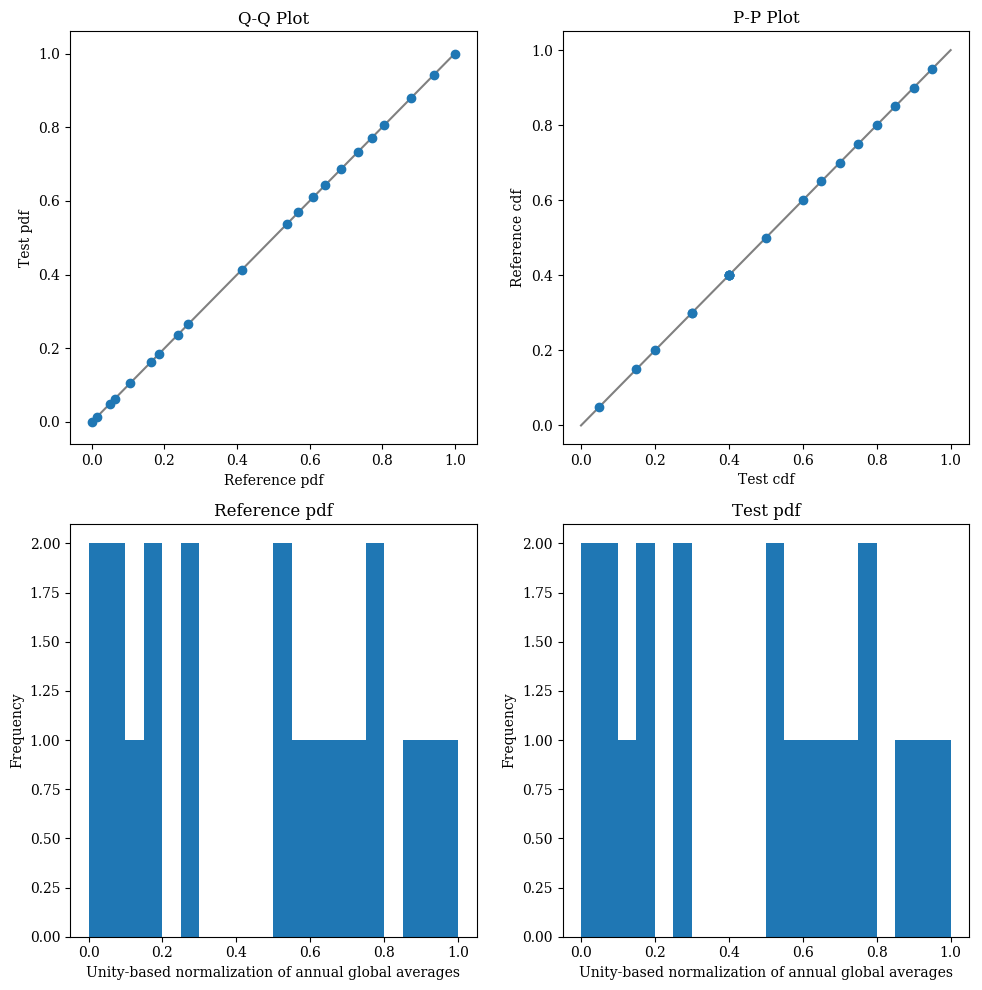 Q-Q Plot
1.0
0.8
0.6
0.4
0.2
0.0
Test pdf
0.0 0.2 0.4 0.6 0.8 1.0
Reference pdf
P-P Plot
1.0
0.8
0.6
0.4
0.2
0.0
Reference cdf
0.0 0.2 0.4 0.6 0.8 1.0
Test cdf
Reference pdf
2.00
1.75
1.50
1.25
1.00
0.75
0.50
0.25
0.00
Frequency
0.0 0.2 0.4 0.6 0.8 1.0
Unity-based normalization of annual global averages
Test pdf
2.00
1.75
1.50
1.25
1.00
0.75
0.50
0.25
0.00
Frequency
0.0 0.2 0.4 0.6 0.8 1.0
Unity-based normalization of annual global averages